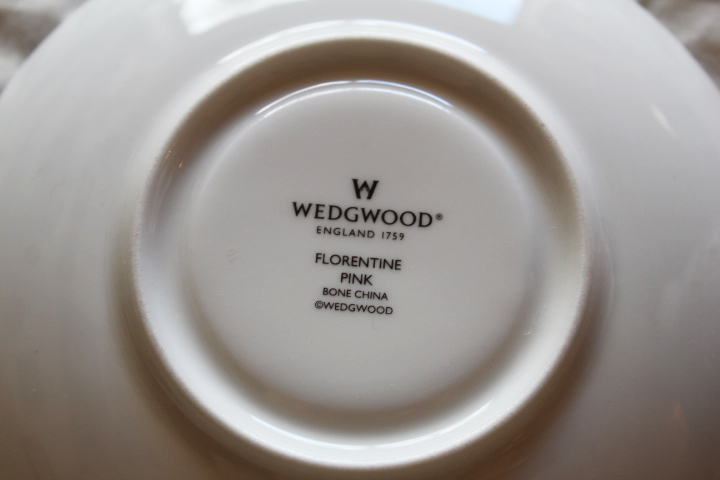 W
WEDGWOOD®
ENGLAND 1759
FLORENTINE
PINK
BONE CHINA
©WEDGWOOD